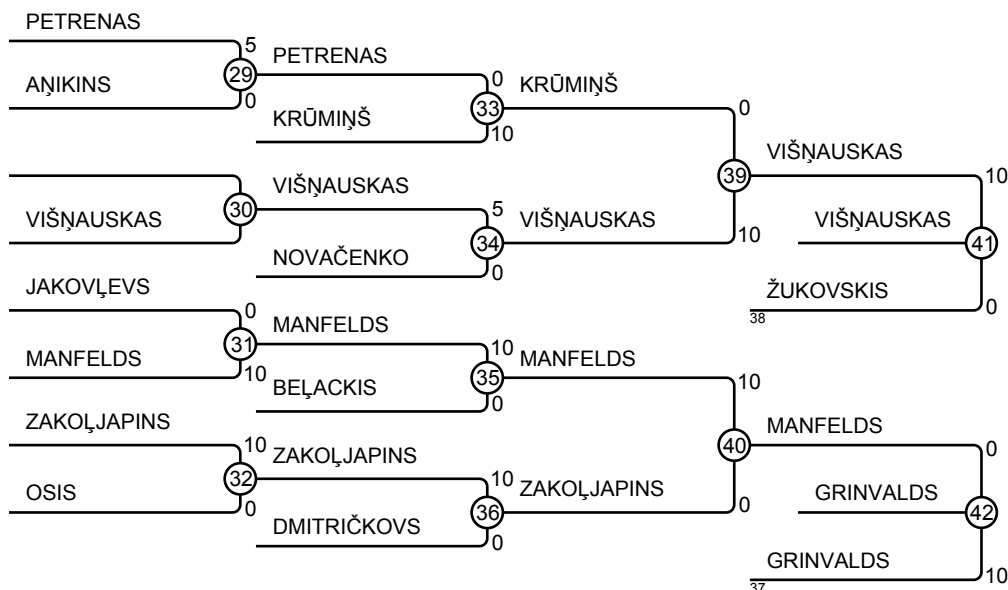 PETRENAS
5
29
AŅIKINS
0
PETRENAS
0
33
KRŪMIŅŠ
10
KRŪMIŅŠ
0
39
VIŠŅAUSKAS
30
VIŠŅAUSKAS
5
34
NOVAČENKO
0
VIŠŅAUSKAS
10
VIŠŅAUSKAS
10
VIŠŅAUSKAS
41
ŽUKOVSKIS
38
0
JAKOVĻEVS
0
31
MANFELDS
10
MANFELDS
10
35
BEĻACKIS
0
MANFELDS
10
40
ZAKOĻJAPINS
10
32
OSIS
0
ZAKOĻJAPINS
10
36
DMITRIČKOVS
0
ZAKOĻJAPINS
0
MANFELDS
0
GRINVALDS
42
GRINVALDS
37
10